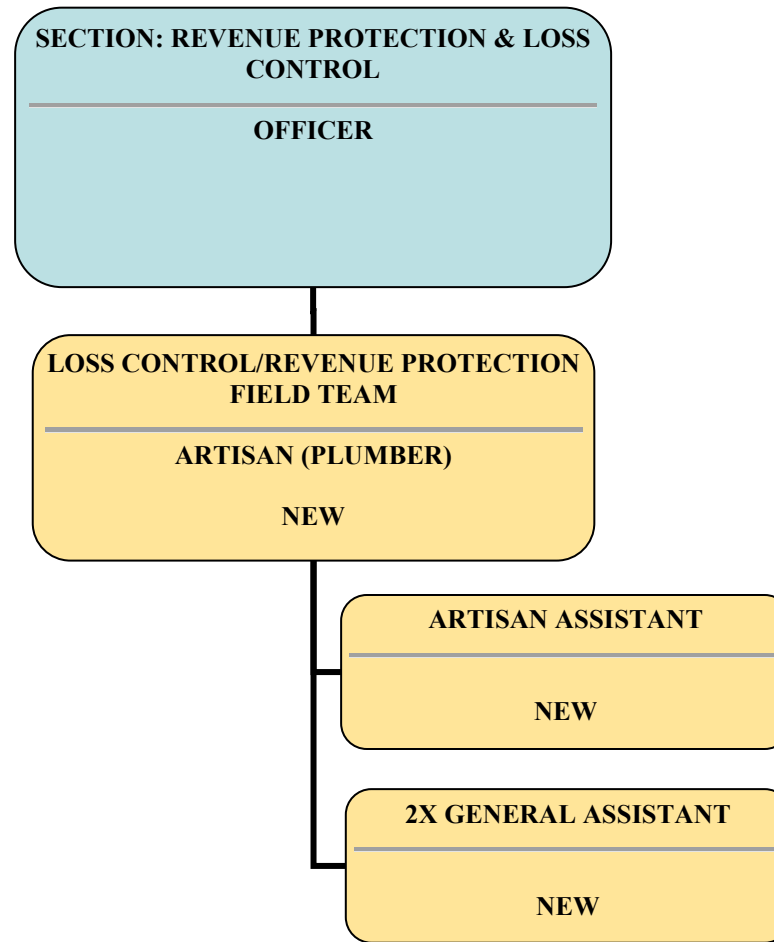 SECTION: REVENUE PROTECTION & LOSS
CONTROL
OFFICER
LOSS CONTROL/REVENUE PROTECTION
FIELD TEAM
ARTISAN (PLUMBER)
NEW
ARTISAN ASSISTANT
NEW
2X GENERAL ASSISTANT
NEW